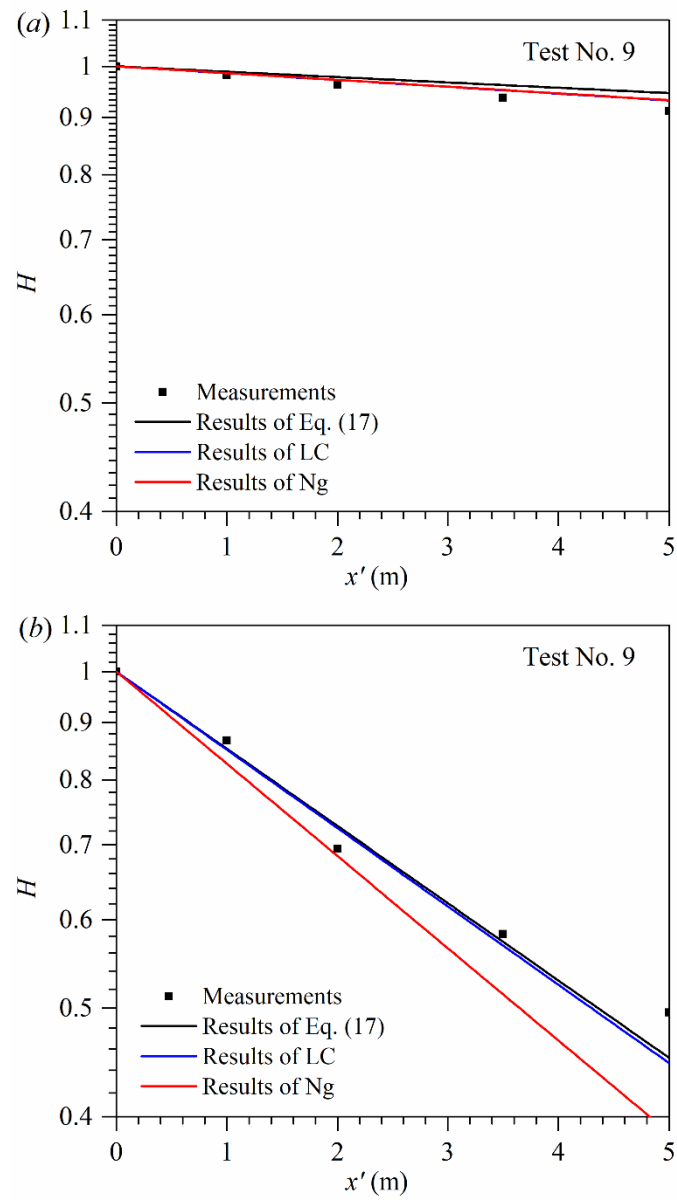 (a)
Test No. 9
1.1
1
0.9
0.8
0.7
0.6
0.5
0.4
H
Measurements
Results of Eq. (17)
Results of LC
Results of Ng
0 1 2 3 4 5
x′ (m)
(b)
Test No. 9
1.1
1
0.9
0.8
0.7
0.6
0.5
0.4
H
Measurements
Results of Eq. (17)
Results of LC
Results of Ng
0 1 2 3 4 5
x′ (m)